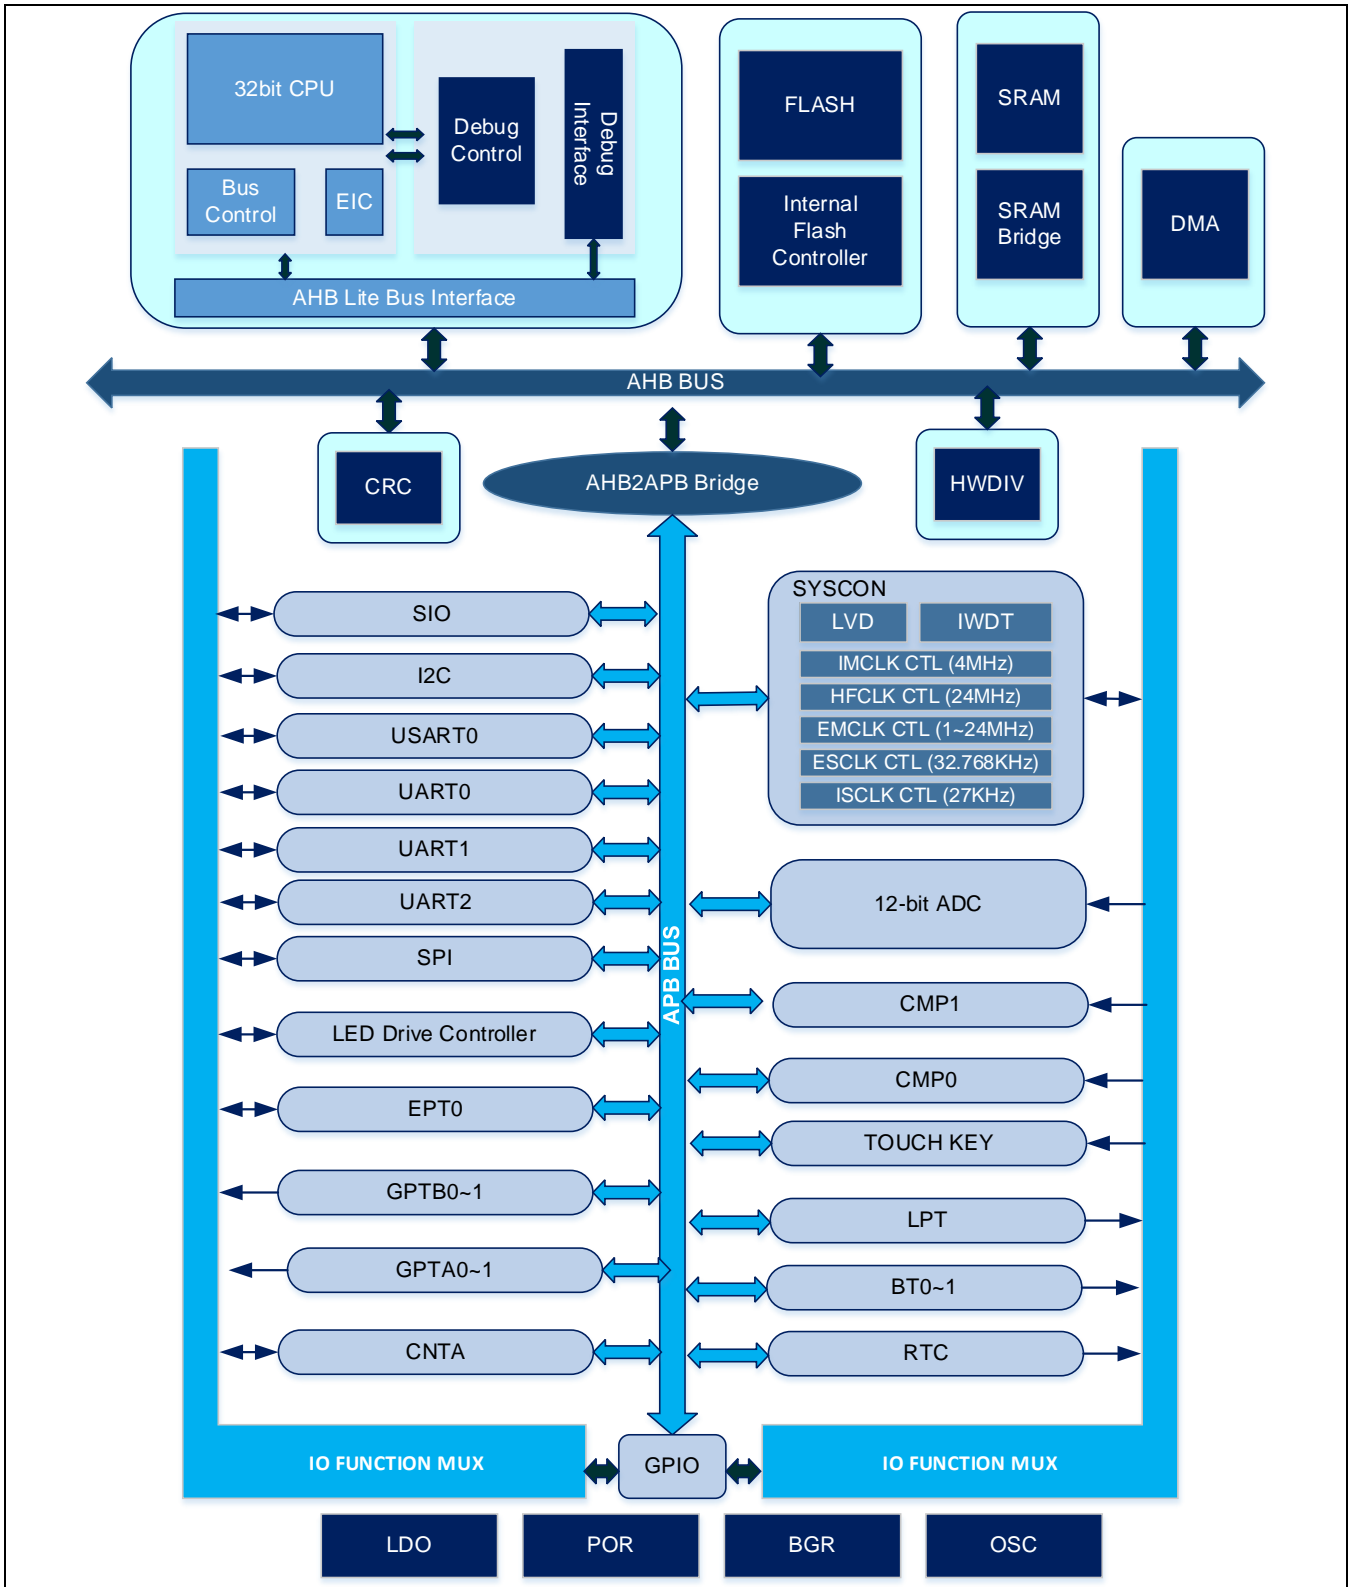 32bit CPU
Debug
Control
Debug
Interface
Bus
Control
EIC
AHB Lite Bus Interface
FLASH
Internal
Flash
Controller
SRAM
SRAM
Bridge
DMA
AHB BUS
CRC
AHB2APB Bridge
HWDIV
SIO
I2C
USART0
UART0
UART1
UART2
SPI
LED Drive Controller
EPT0
GPTB0~1
GPTA0~1
CNTA
APB BUS
SYSCON
LVD
IWDT
IMCLK CTL (4MHz)
HFCLK CTL (24MHz)
EMCLK CTL (1~24MHz)
ESCLK CTL (32.768KHz)
ISCLK CTL (27KHz)
12-bit ADC
CMP1
CMP0
TOUCH KEY
LPT
BT0~1
RTC
IO FUNCTION MUX
GPIO
IO FUNCTION MUX
LDO
POR
BGR
OSC